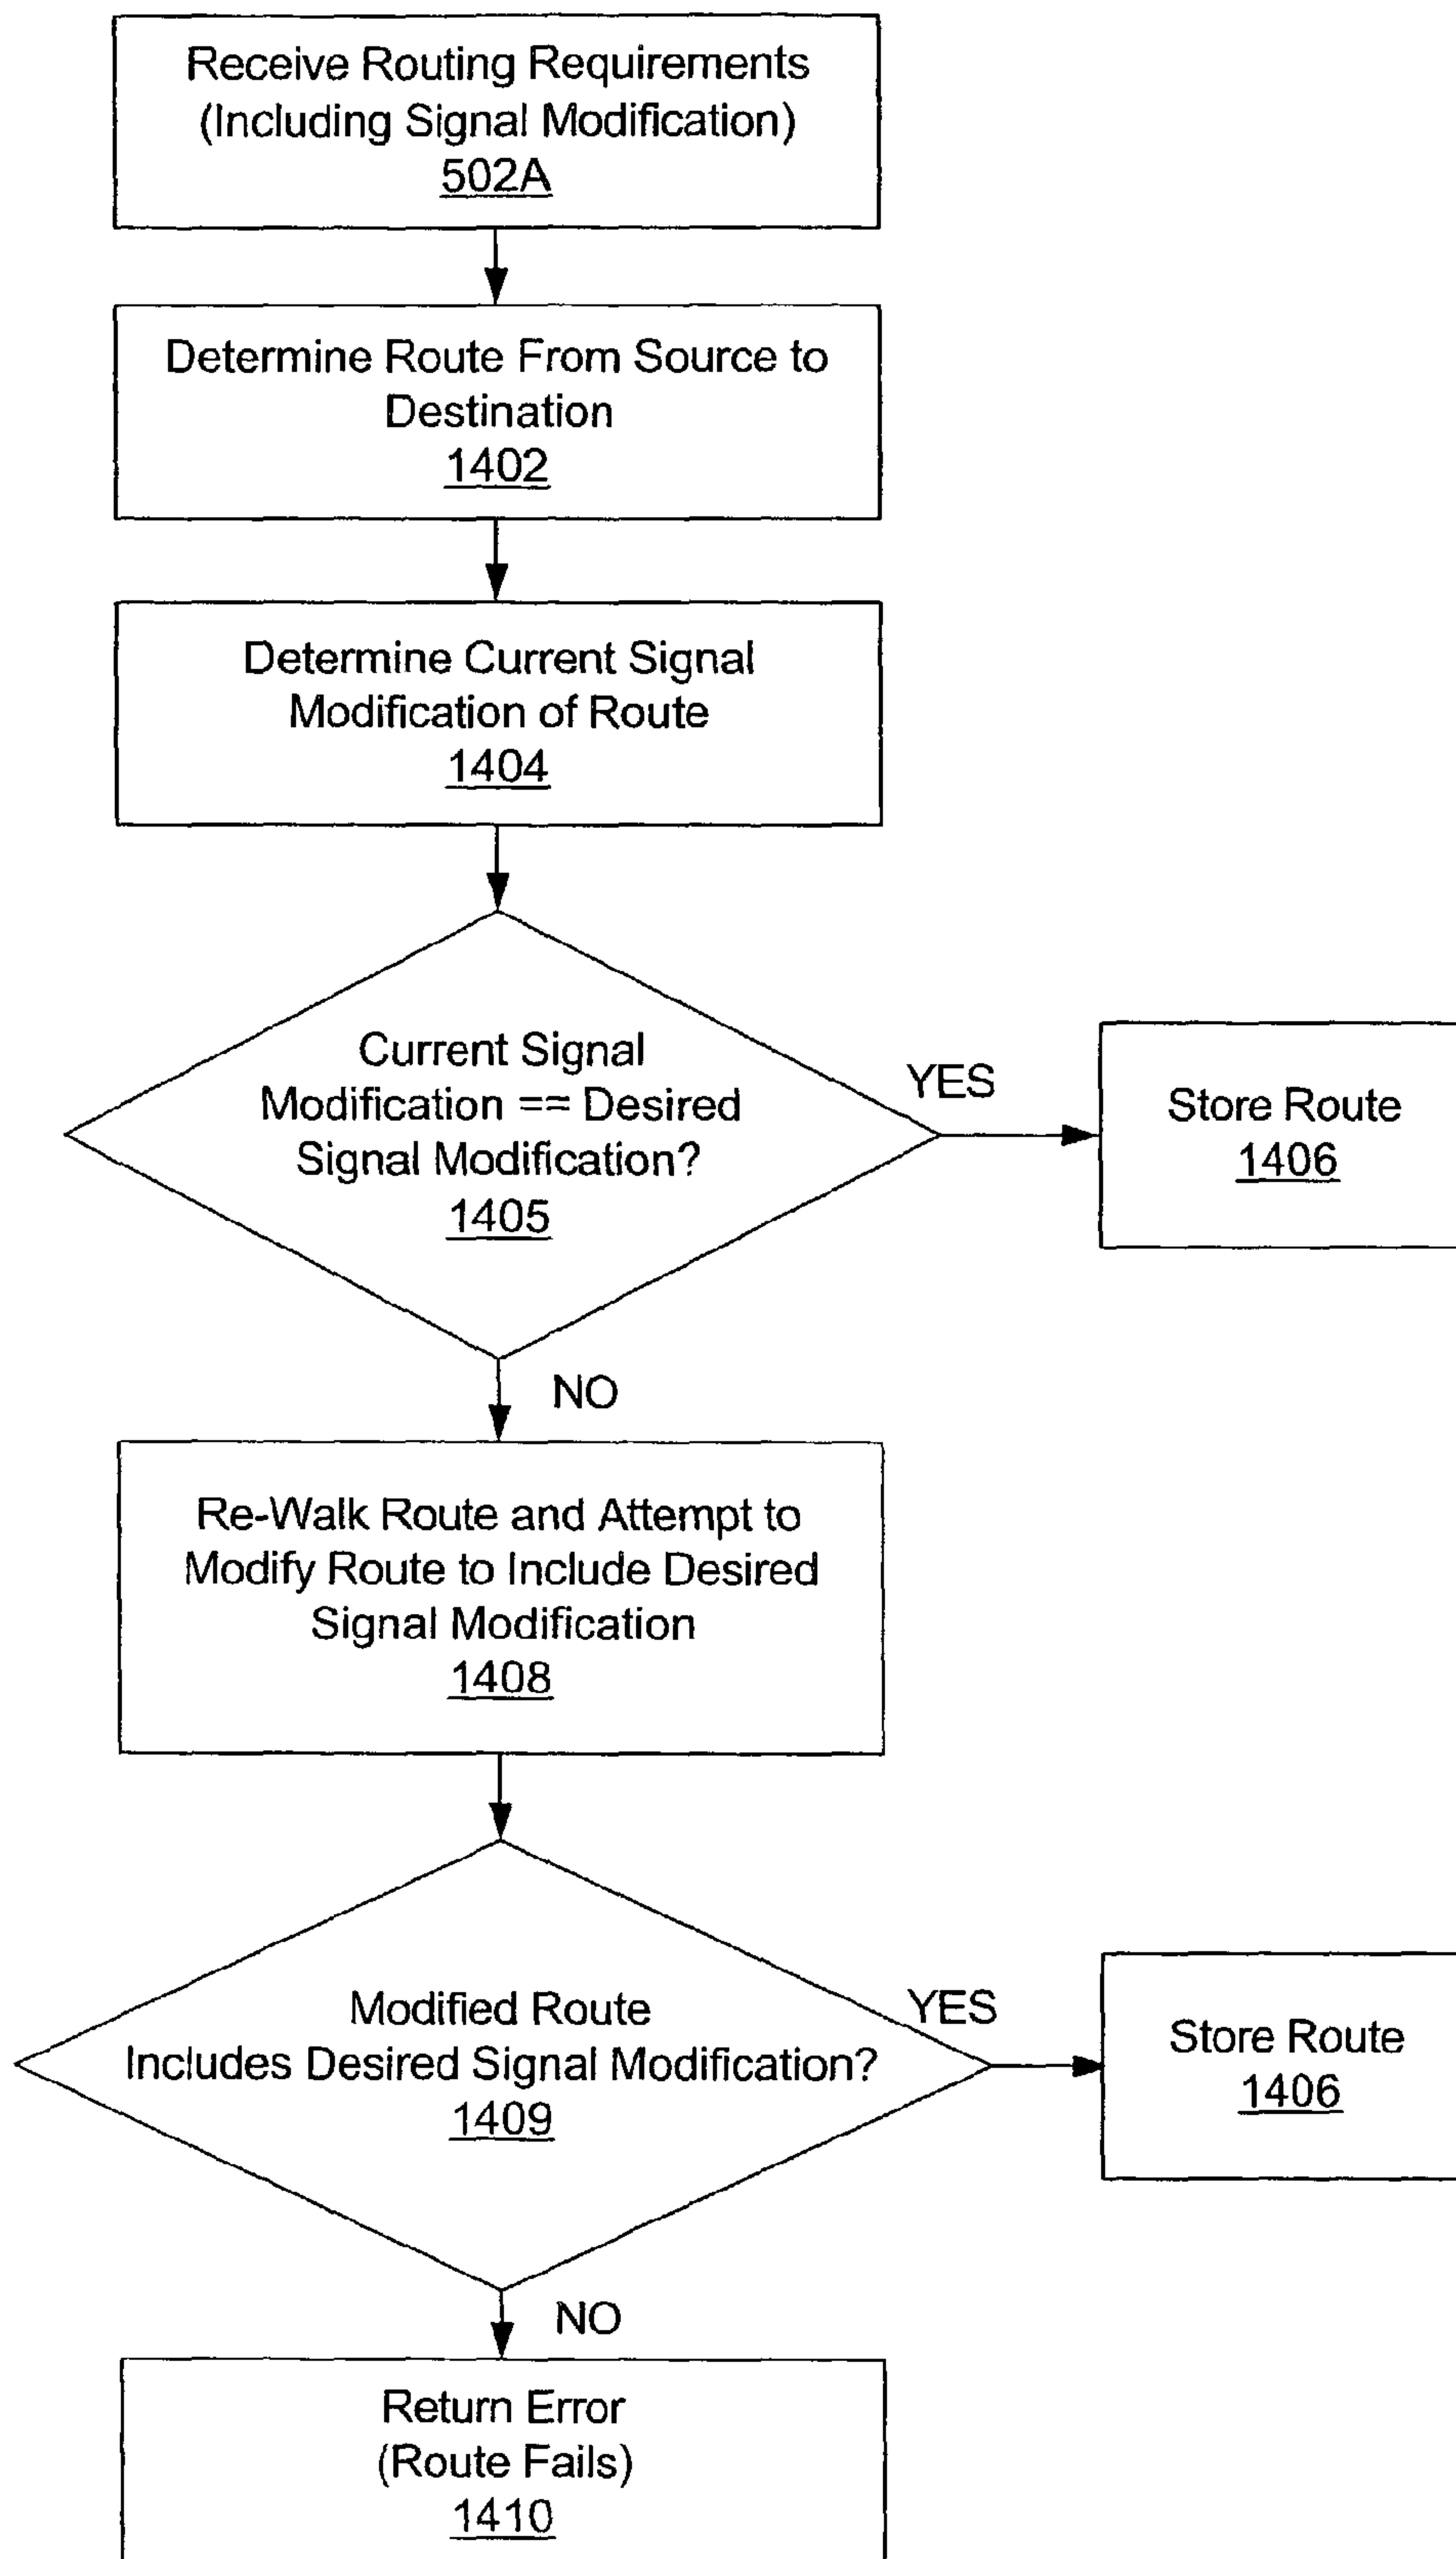 Receive Routing Requirements
(Including Signal Modification)
502A
Determine Route From Source to
Destination
1402
Determine Current Signal
Modification of Route
1404
Current Signal
Modification == Desired
Signal Modification?
1405
YES
Store Route
1406
NO
Re-Walk Route and Attempt to
Modify Route to Include Desired
Signal Modification
1408
Modified Route
Includes Desired Signal Modification?
1409
YES
Store Route
1406
NO
Return Error
(Route Fails)
1410